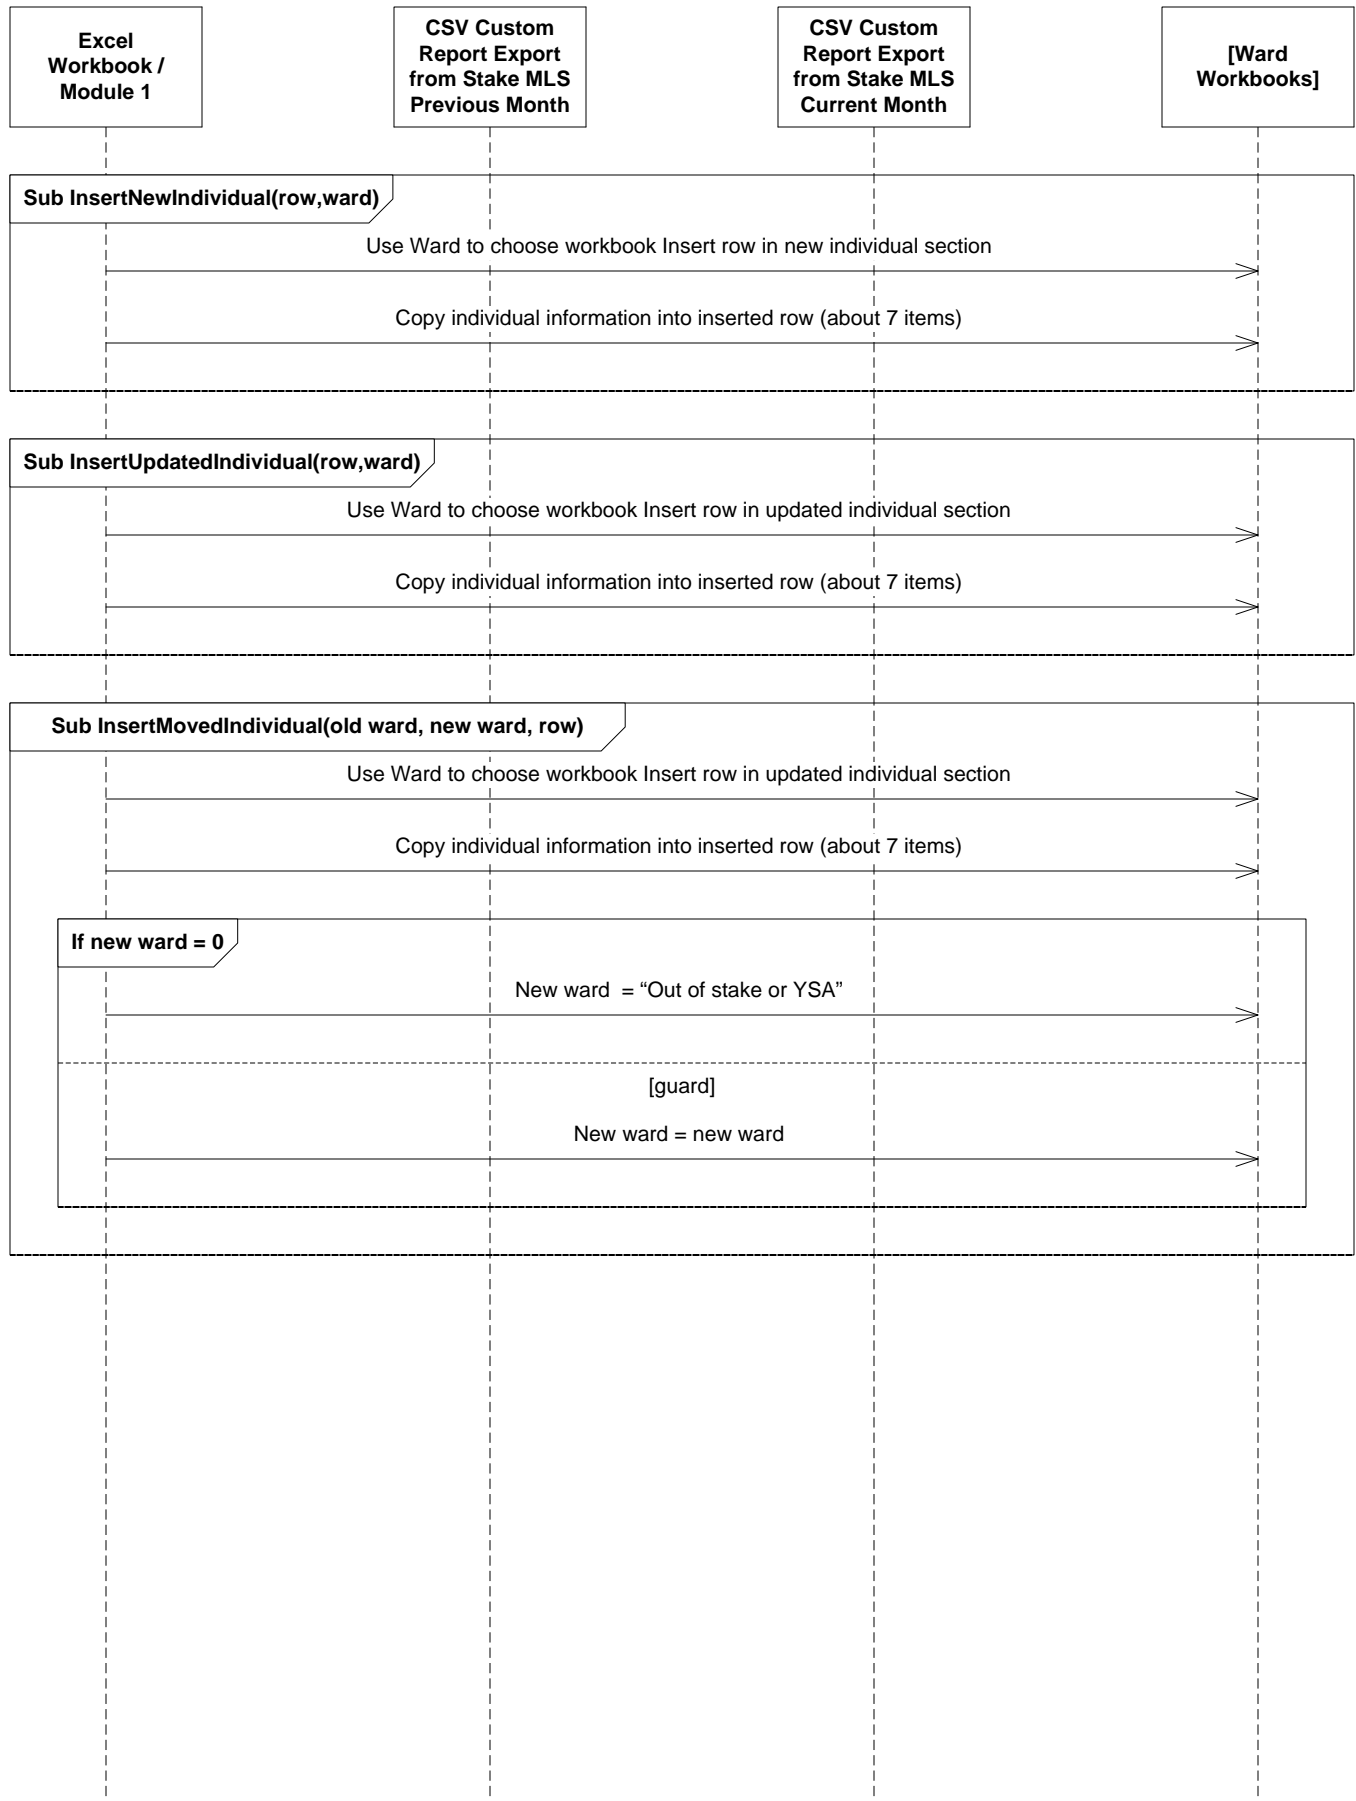 Excel
Workbook /
Module 1
CSV Custom
Report Export
from Stake MLS
Previous Month
CSV Custom
Report Export
from Stake MLS
Current Month
[Ward
Workbooks]
Sub InsertNewIndividual(row,ward)
Use Ward to choose workbook Insert row in new individual section
Copy individual information into inserted row (about 7 items)
Sub InsertUpdatedIndividual(row,ward)
Use Ward to choose workbook Insert row in updated individual section
Copy individual information into inserted row (about 7 items)
Sub InsertMovedIndividual(old ward, new ward, row)
Use Ward to choose workbook Insert row in updated individual section
Copy individual information into inserted row (about 7 items)
If new ward = 0
New ward  = “Out of stake or YSA”
[guard]
New ward = new ward